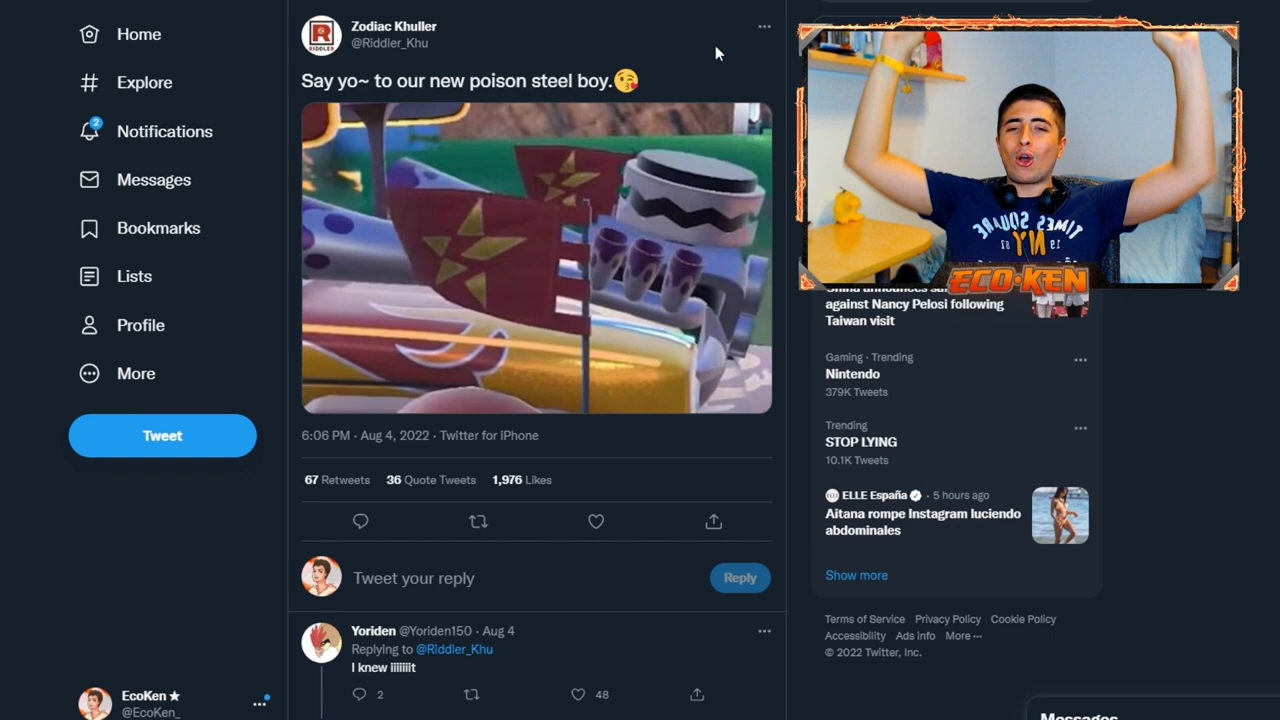 Home
Explore
2
Notifications
Messages
Bookmarks
Lists
Profile
More
Tweet
EcoKen ★
@EcoKen_
RIDDLER
Zodiac Khuller
@Riddler_Khu
Say yo~ to our new poison steel boy.😘
6:06 PM · Aug 4, 2022 · Twitter for iPhone
67 Retweets 36 Quote Tweets 1,976 Likes
Tweet your reply
Reply
Yoriden @Yoriden150 · Aug 4
Replying to @Riddler_Khu
I knew iiiiiiit
2
48
TIMES SQUARE
NY
ECO·KEN
against Nancy Pelosi following
Taiwan visit
Gaming · Trending
Nintendo
379K Tweets
Trending
STOP LYING
10.1K Tweets
ELLE España · 5 hours ago
Aitana rompe Instagram luciendo
abdominales
Show more
Terms of Service Privacy Policy Cookie Policy
Accessibility Ads info More ···
© 2022 Twitter, Inc.
Messages